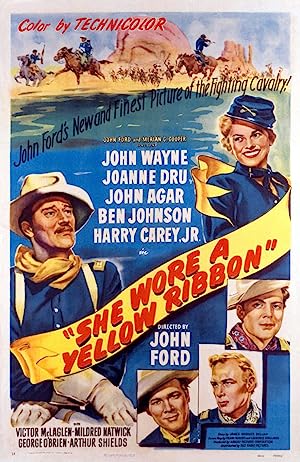 Color by TECHNICOLOR
John Ford's New and Finest Picture of the Fighting Cavalry!
JOHN FORD and MERIAN C. COOPER
JOHN WAYNE
JOANNE DRU
JOHN AGAR
BEN JOHNSON
HARRY CAREY, JR.
in
"SHE WORE A
YELLOW RIBBON"
DIRECTED BY
JOHN
FORD
with
VICTOR McLAGLEN · MILDRED NATWICK
GEORGE O'BRIEN · ARTHUR SHIELDS